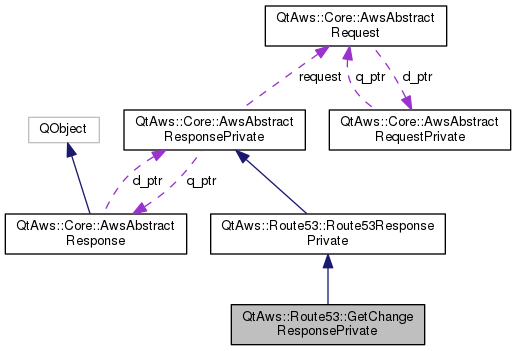 QtAws::Core::AwsAbstract
Request
request
q_ptr
d_ptr
QObject
QtAws::Core::AwsAbstract
ResponsePrivate
QtAws::Core::AwsAbstract
RequestPrivate
d_ptr
q_ptr
QtAws::Core::AwsAbstract
Response
QtAws::Route53::Route53Response
Private
QtAws::Route53::GetChange
ResponsePrivate